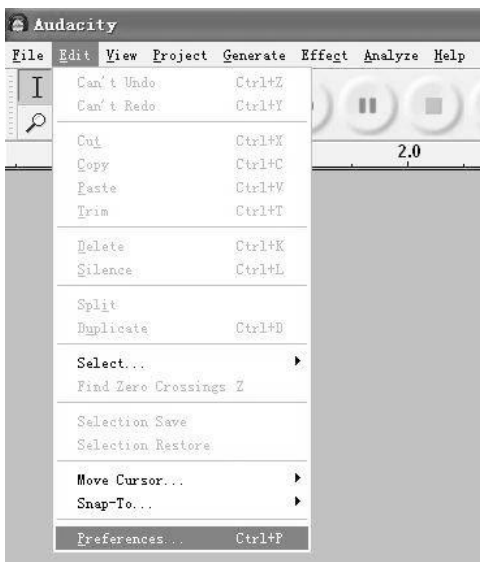 Audacity
File Edit View Project Generate Effect Analyze Help
Can't Undo Ctrl+Z
Can't Redo Ctrl+Y
2.0
Cut Ctrl+X
Copy Ctrl+C
Paste Ctrl+V
Trim Ctrl+T
Delete Ctrl+K
Silence Ctrl+L
Split
Duplicate Ctrl+D
Select...
Find Zero Crossings Z
Selection Save
Selection Restore
Move Cursor...
Snap-To...
Preferences... Ctrl+P